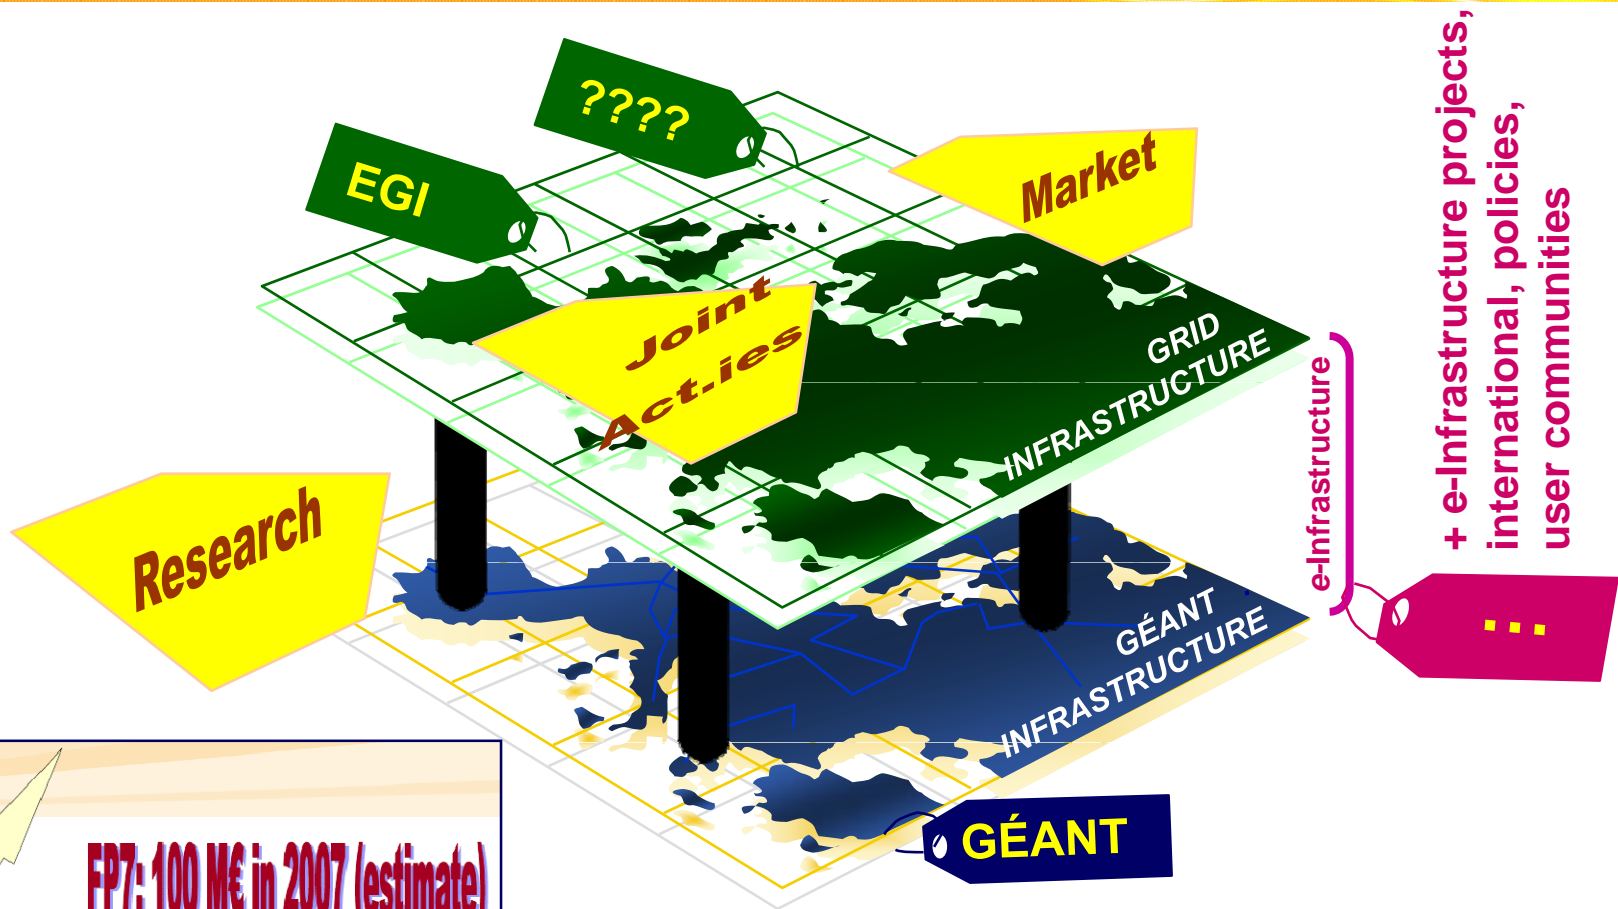 ????
EGI
Market
Joint
Act.ies
GRID
INFRASTRUCTURE
Research
e-Infrastructure
+ e-Infrastructure projects,
international, policies,
user communities
...
GÉANT
INFRASTRUCTURE
GÉANT
FP7: 100 M€ in 2007 (estimate)